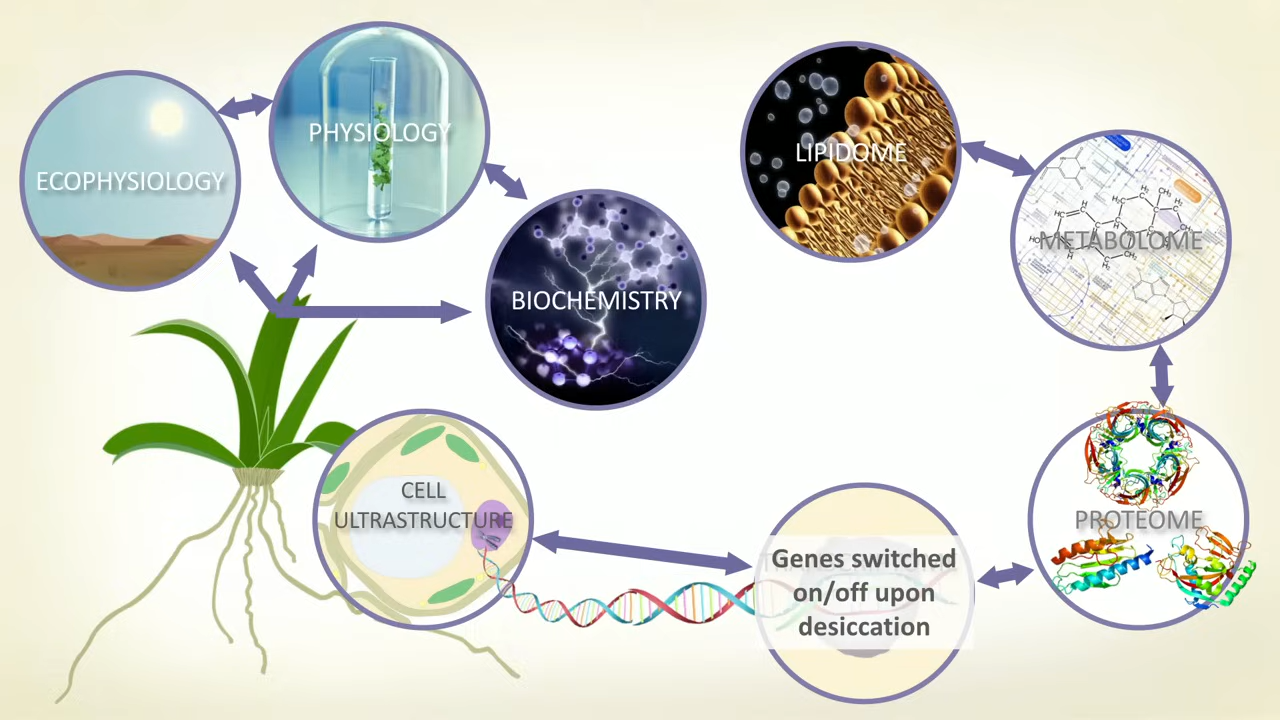 ECOPHYSIOLOGY
PHYSIOLOGY
BIOCHEMISTRY
LIPIDOME
METABOLOME
PROTEOME
CELL
ULTRASTRUCTURE
Genes switched
on/off upon
desiccation